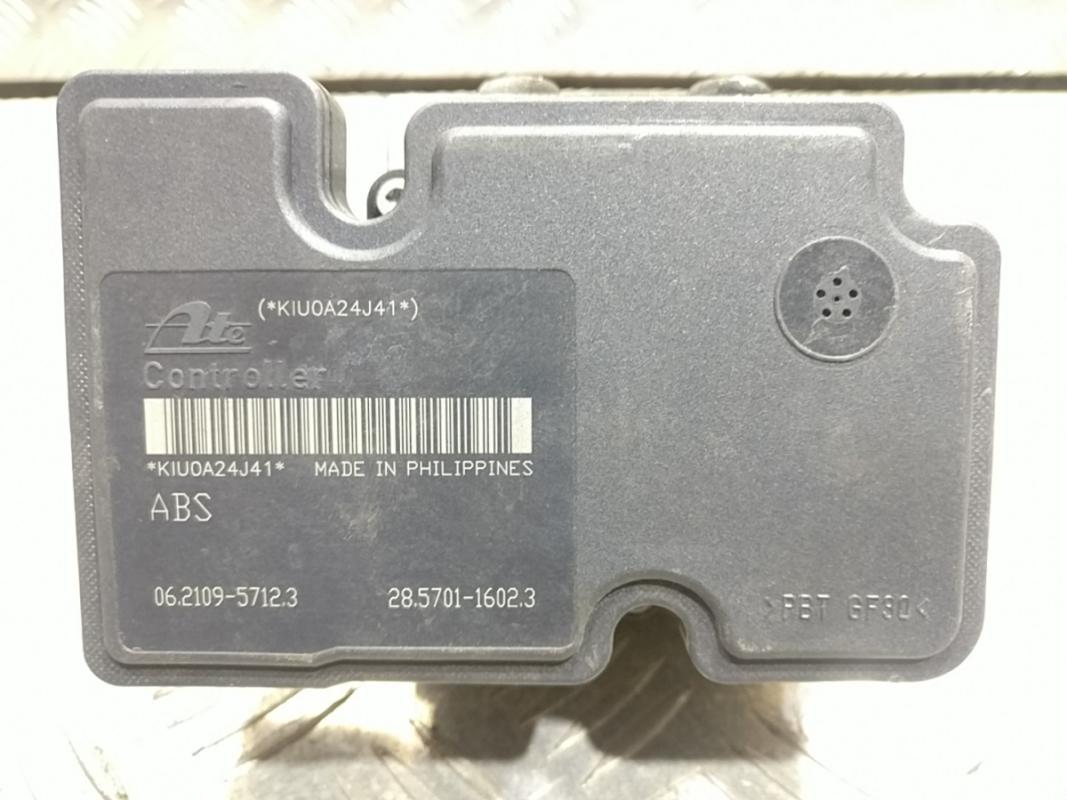 Ate (*KIU0A24J41*)
Controller
*KIU0A24J41* MADE IN PHILIPPINES
ABS
06.2109-5712.3 28.5701-1602.3
>PBT GF30<